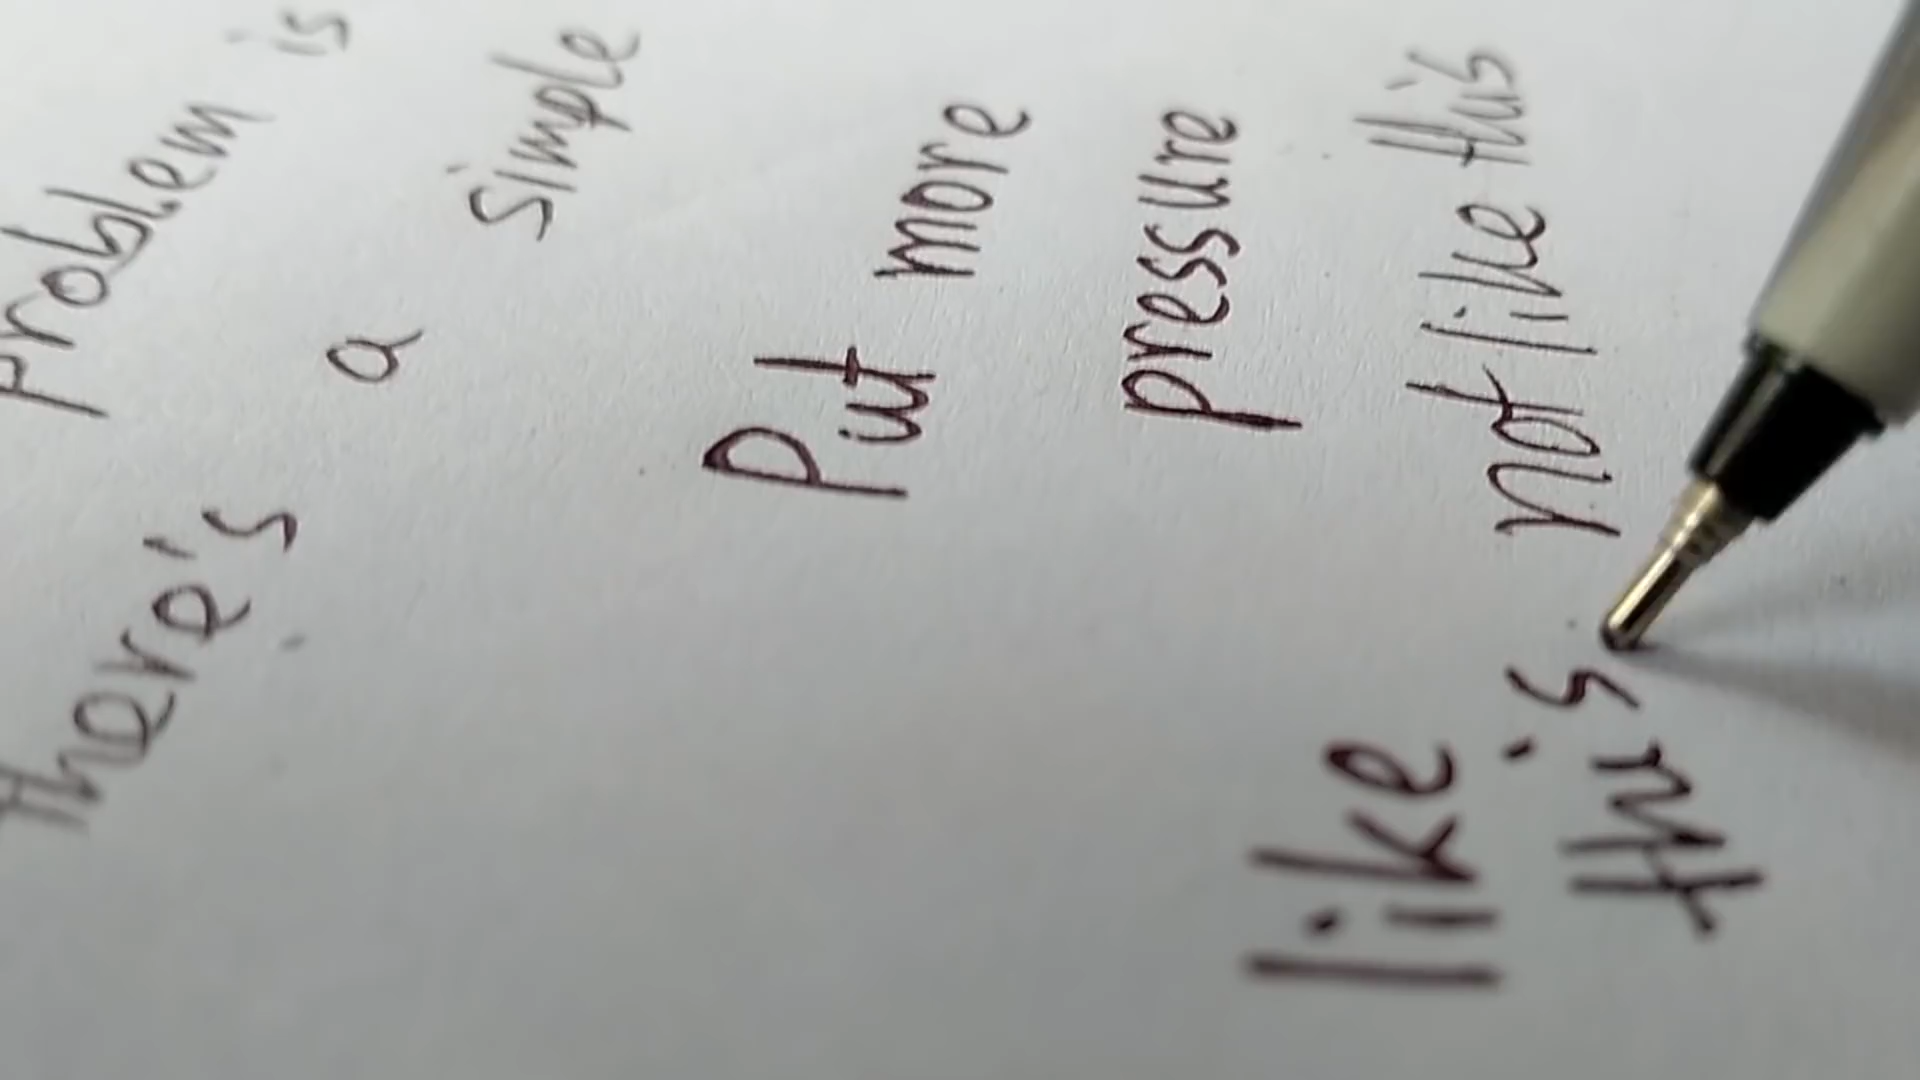 Problem is
there's a simple
Put more
pressure
like
this
not like this